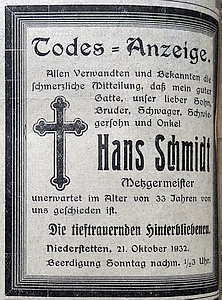 Todes=Anzeige.
Allen Verwandten und Bekannten die
schmerzliche Mitteilung, daß mein guter
Gatte, unser lieber Sohn,
Bruder, Schwager, Schwie-
gersohn und Onkel
Hans Schmidt
Metzgermeister
unerwartet im Alter von 33 Jahren von
uns geschieden ist.
Die tieftrauernden Hinterbliebenen.
Niederstetten, 21. Oktober 1932.
Beerdigung Sonntag nachm. ½3 Uhr.